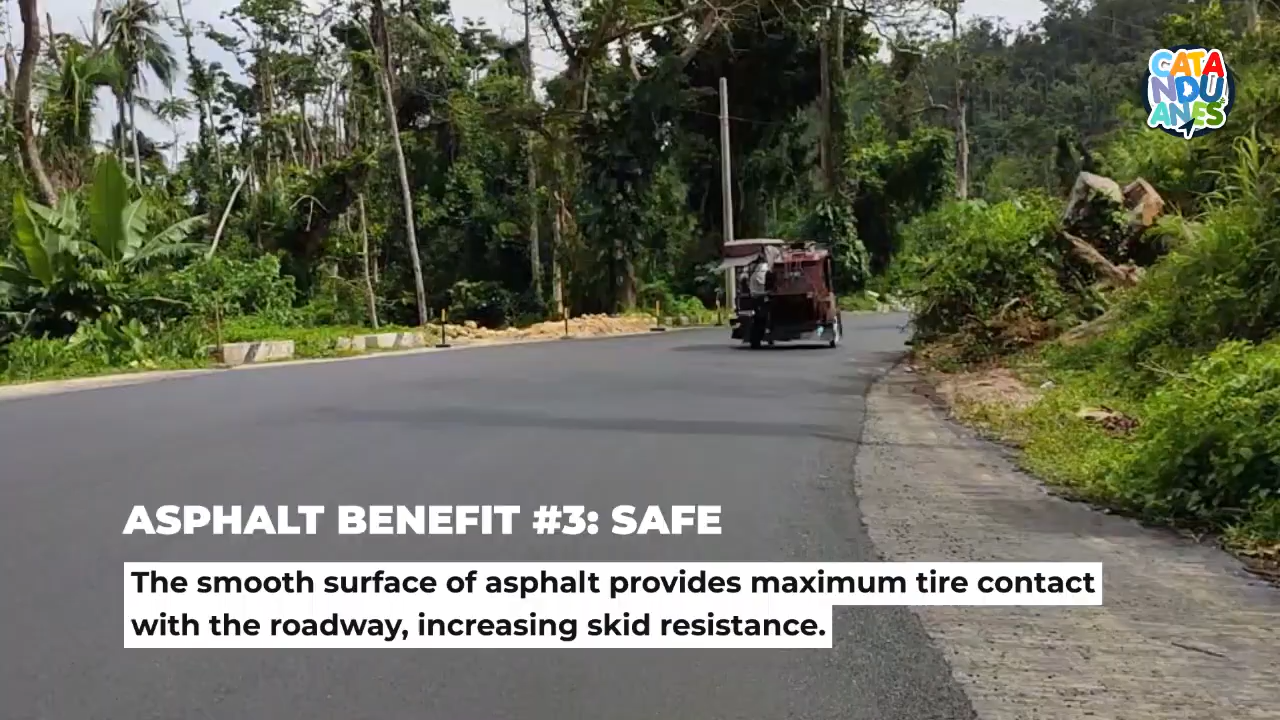 CATA
NDU
ANES
ASPHALT BENEFIT #3: SAFE
The smooth surface of asphalt provides maximum tire contact
with the roadway, increasing skid resistance.